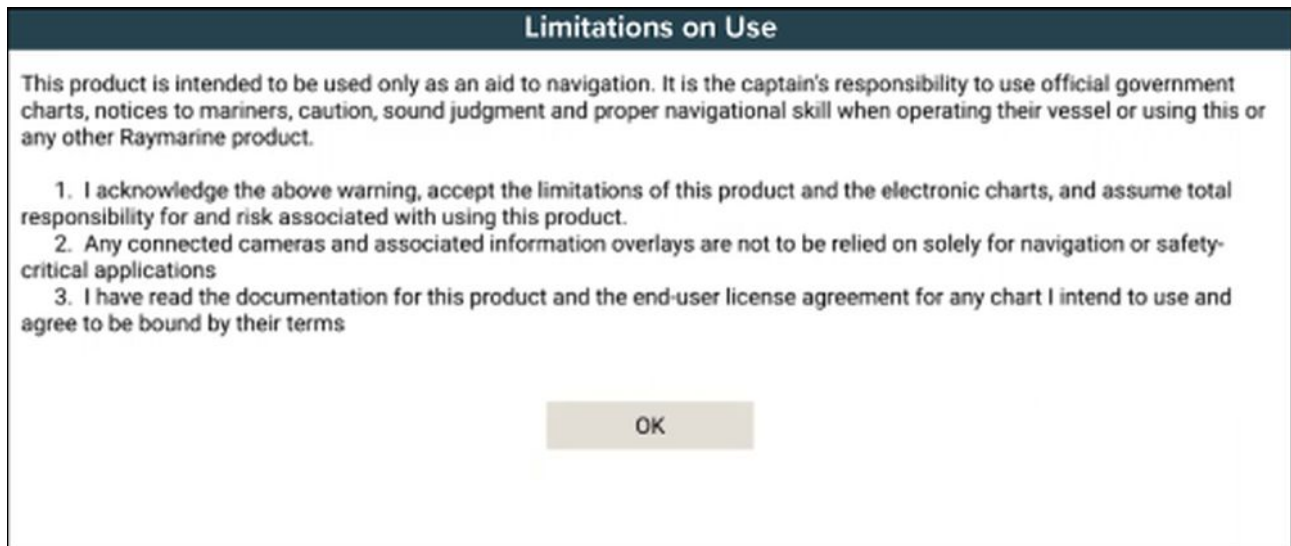 Limitations on Use
This product is intended to be used only as an aid to navigation. It is the captain's responsibility to use official government
charts, notices to mariners, caution, sound judgment and proper navigational skill when operating their vessel or using this or
any other Raymarine product.
1. I acknowledge the above warning, accept the limitations of this product and the electronic charts, and assume total
responsibility for and risk associated with using this product.
2. Any connected cameras and associated information overlays are not to be relied on solely for navigation or safety-
critical applications
3. I have read the documentation for this product and the end-user license agreement for any chart I intend to use and
agree to be bound by their terms
OK